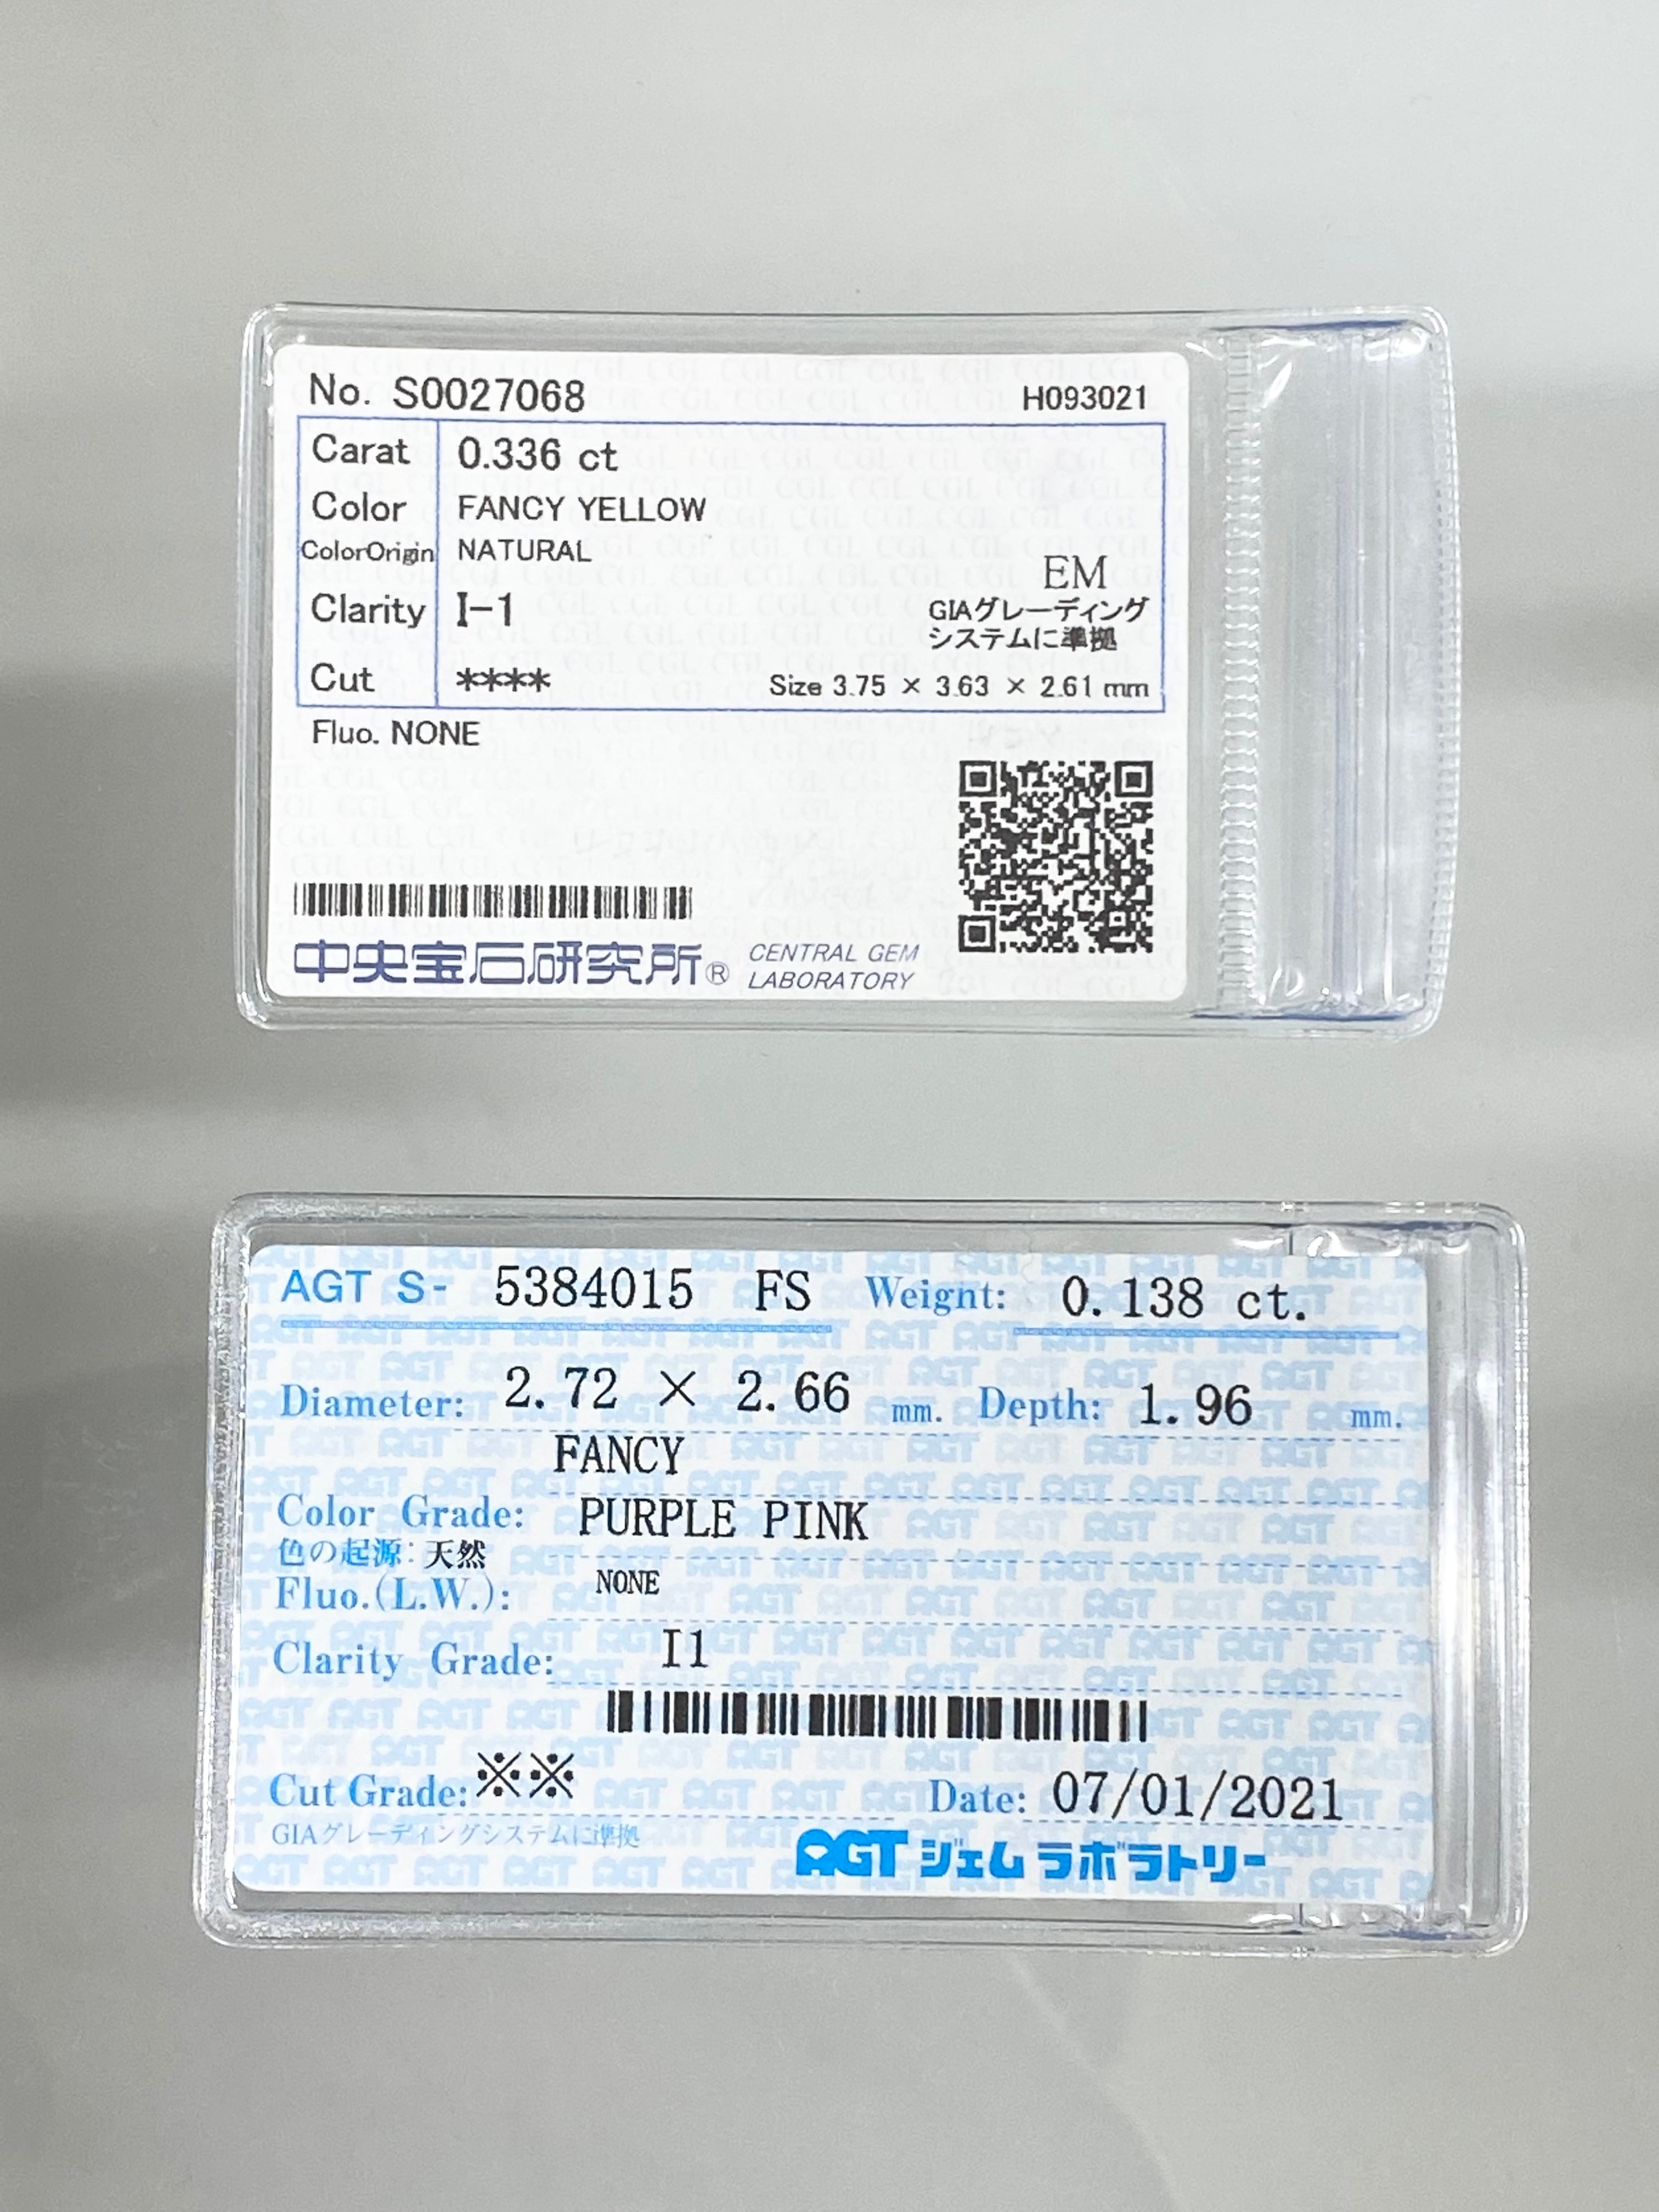 No. S0027068 H093021
Carat 0.336 ct
Color FANCY YELLOW
ColorOrigin NATURAL
EM
Clarity I-1 GIAグレーディング
システムに準拠
Cut **** Size 3.75 × 3.63 × 2.61 mm
Fluo. NONE
中央宝石研究所® CENTRAL GEM
LABORATORY
AGT S- 5384015 FS Weignt: 0.138 ct.
Diameter: 2.72 × 2.66 mm. Depth: 1.96 mm.
FANCY
Color Grade: PURPLE PINK
色の起源: 天然
Fluo.(L.W.): NONE
Clarity Grade: I1
Cut Grade: ※※ Date: 07/01/2021
GIAグレーディングシステムに準拠
AGT ジェム ラボラトリー